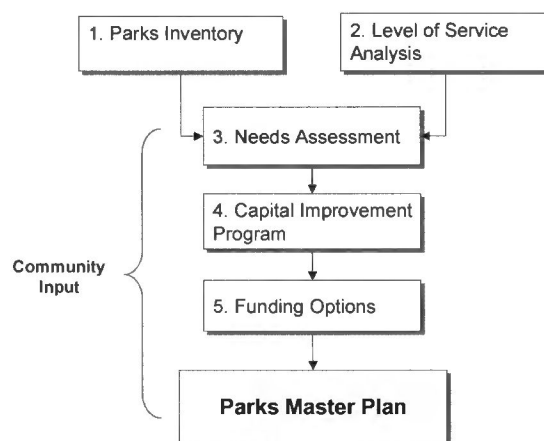 1. Parks Inventory
2. Level of Service
Analysis
3. Needs Assessment
4. Capital Improvement
Program
Community
Input
5. Funding Options
Parks Master Plan